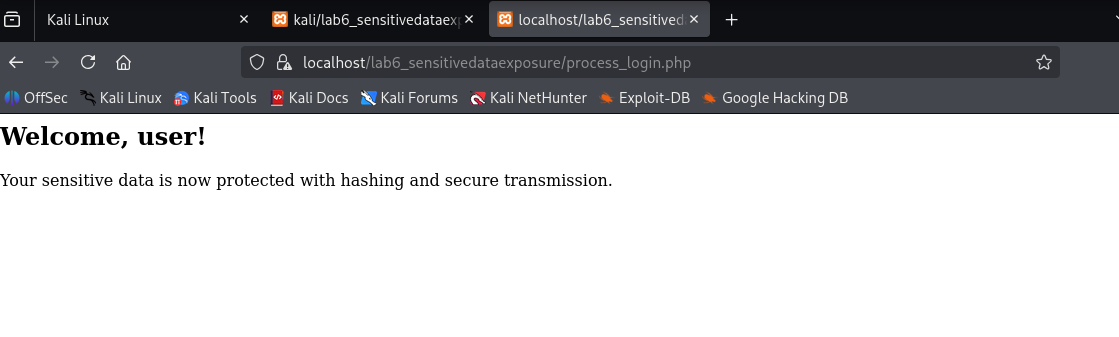 Kali Linux
kali/lab6_sensitivedataex
localhost/lab6_sensitived
localhost/lab6_sensitivedataexposure/process_login.php
OffSec Kali Linux Kali Tools Kali Docs Kali Forums Kali NetHunter Exploit-DB Google Hacking DB
Welcome, user!
Your sensitive data is now protected with hashing and secure transmission.